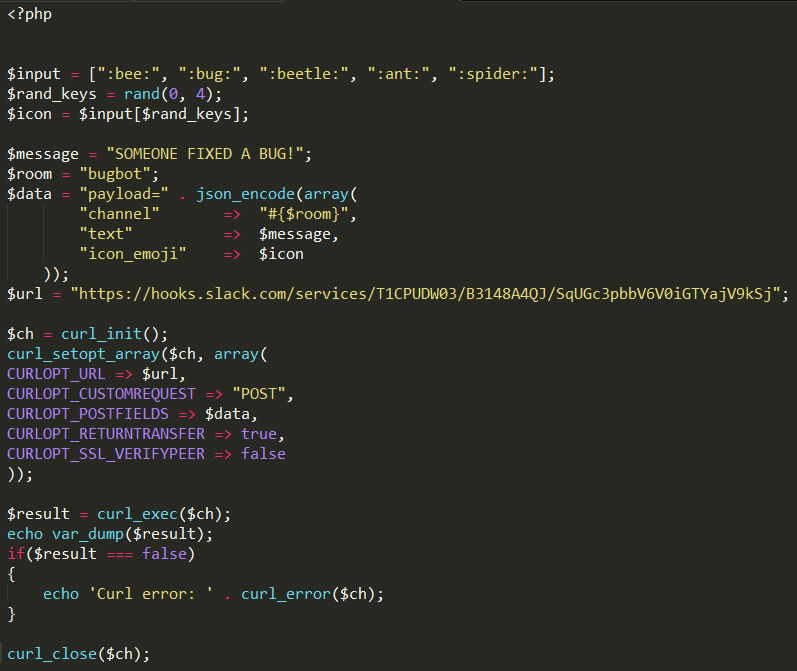 <?php
$input = [":bee:", ":bug:", ":beetle:", ":ant:", ":spider:"];
$rand_keys = rand(0, 4);
$icon = $input[$rand_keys];
$message = "SOMEONE FIXED A BUG!";
$room = "bugbot";
$data = "payload=" . json_encode(array(
        "channel"       =>  "#{$room}",
        "text"          =>  $message,
        "icon_emoji"    =>  $icon
    ));
$url = "https://hooks.slack.com/services/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";
$ch = curl_init();
curl_setopt_array($ch, array(
CURLOPT_URL => $url,
CURLOPT_CUSTOMREQUEST => "POST",
CURLOPT_POSTFIELDS => $data,
CURLOPT_RETURNTRANSFER => true,
CURLOPT_SSL_VERIFYPEER => false
));
$result = curl_exec($ch);
echo var_dump($result);
if($result === false)
{
    echo 'Curl error: ' . curl_error($ch);
}
curl_close($ch);